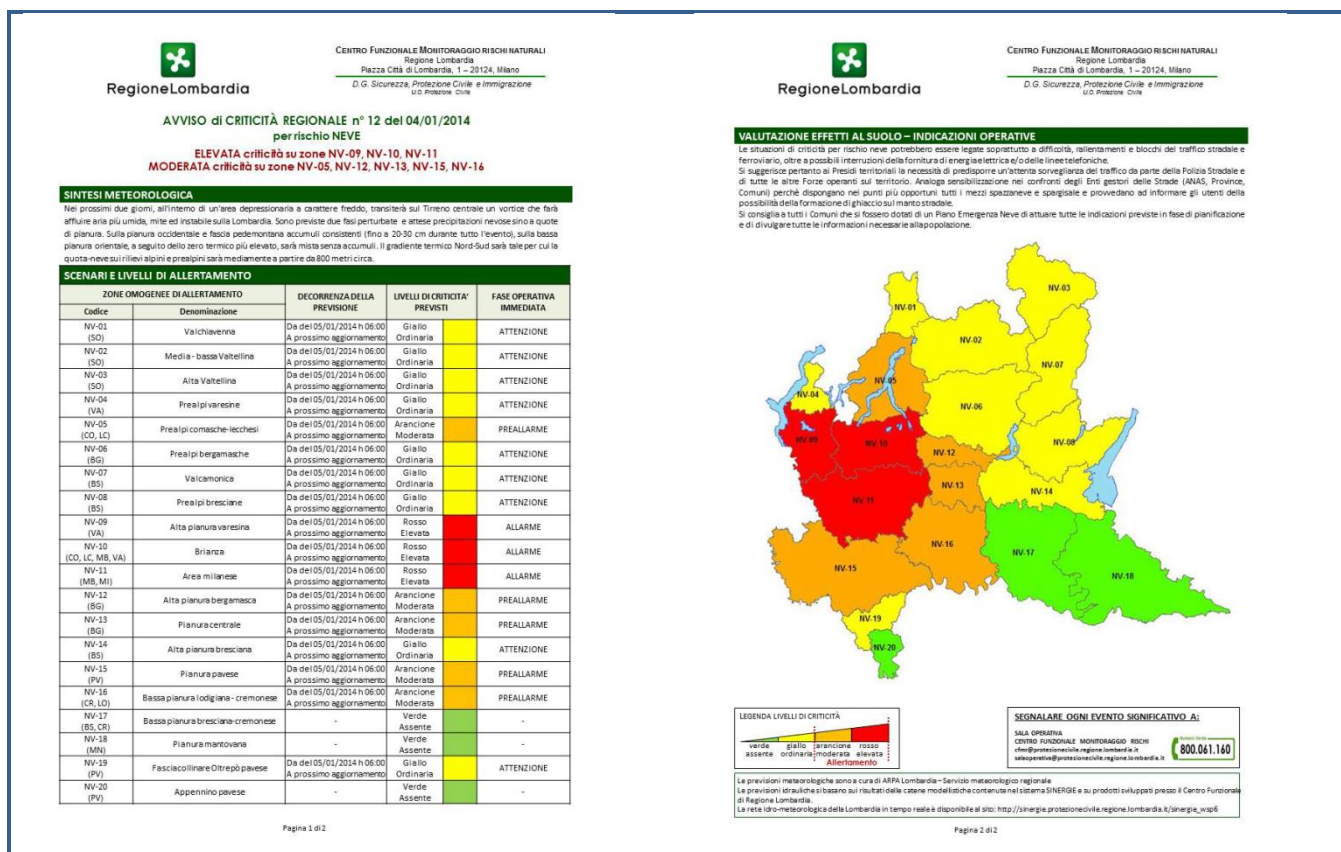 RegioneLombardia
CENTRO FUNZIONALE MONITORAGGIO RISCHI NATURALI
Regione Lombardia
Piazza Città di Lombardia, 1 – 20124, Milano
D.G. Sicurezza, Protezione Civile e Immigrazione
U.O. Protezione Civile
AVVISO di CRITICITÀ REGIONALE n° 12 del 04/01/2014
per rischio NEVE
ELEVATA criticità su zone NV-09, NV-10, NV-11
MODERATA criticità su zone NV-05, NV-12, NV-13, NV-15, NV-16
SINTESI METEOROLOGICA
Nei prossimi due giorni, all'interno di un'area depressionaria a carattere freddo, transiterà sul Tirreno centrale un vortice che farà
affluire aria più umida, mite ed instabile sulla Lombardia. Sono previste due fasi perturbate e attese precipitazioni nevose sino a quote
di pianura. Sulla pianura occidentale e fascia pedemontana accumuli consistenti (fino a 20-30 cm durante tutto l'evento), sulla bassa
pianura orientale, a seguito dello zero termico più elevato, sarà mista senza accumuli. Il gradiente termico Nord-Sud sarà tale per cui la
quota-neve sui rilievi alpini e prealpini sarà mediamente a partire da 800 metri circa.
SCENARI E LIVELLI DI ALLERTAMENTO
ZONE OMOGENEE DI ALLERTAMENTO
DECORRENZA DELLA PREVISIONE
LIVELLI DI CRITICITA' PREVISTI
FASE OPERATIVA IMMEDIATA
Codice Denominazione
NV-01 (SO) Valchiavenna Da del 05/01/2014 h 06:00 A prossimo aggiornamento Giallo Ordinaria ATTENZIONE
NV-02 (SO) Media - bassa Valtellina Da del 05/01/2014 h 06:00 A prossimo aggiornamento Giallo Ordinaria ATTENZIONE
NV-03 (SO) Alta Valtellina Da del 05/01/2014 h 06:00 A prossimo aggiornamento Giallo Ordinaria ATTENZIONE
NV-04 (VA) Prealpi varesine Da del 05/01/2014 h 06:00 A prossimo aggiornamento Giallo Ordinaria ATTENZIONE
NV-05 (CO, LC) Prealpi comasche-lecchesi Da del 05/01/2014 h 06:00 A prossimo aggiornamento Arancione Moderata PREALLARME
NV-06 (BG) Prealpi bergamasche Da del 05/01/2014 h 06:00 A prossimo aggiornamento Giallo Ordinaria ATTENZIONE
NV-07 (BS) Valcamonica Da del 05/01/2014 h 06:00 A prossimo aggiornamento Giallo Ordinaria ATTENZIONE
NV-08 (BS) Prealpi bresciane Da del 05/01/2014 h 06:00 A prossimo aggiornamento Giallo Ordinaria ATTENZIONE
NV-09 (VA) Alta pianura varesina Da del 05/01/2014 h 06:00 A prossimo aggiornamento Rosso Elevata ALLARME
NV-10 (CO, LC, MB, VA) Brianza Da del 05/01/2014 h 06:00 A prossimo aggiornamento Rosso Elevata ALLARME
NV-11 (MB, MI) Area milanese Da del 05/01/2014 h 06:00 A prossimo aggiornamento Rosso Elevata ALLARME
NV-12 (BG) Alta pianura bergamasca Da del 05/01/2014 h 06:00 A prossimo aggiornamento Arancione Moderata PREALLARME
NV-13 (BG) Pianura centrale Da del 05/01/2014 h 06:00 A prossimo aggiornamento Arancione Moderata PREALLARME
NV-14 (BS) Alta pianura bresciana Da del 05/01/2014 h 06:00 A prossimo aggiornamento Giallo Ordinaria ATTENZIONE
NV-15 (PV) Pianura pavese Da del 05/01/2014 h 06:00 A prossimo aggiornamento Arancione Moderata PREALLARME
NV-16 (CR, LO) Bassa pianura lodigiana - cremonese Da del 05/01/2014 h 06:00 A prossimo aggiornamento Arancione Moderata PREALLARME
NV-17 (BS, CR) Bassa pianura bresciana-cremonese - Verde Assente -
NV-18 (MN) Pianura mantovana - Verde Assente -
NV-19 (PV) Fascia collinare Oltrepò pavese Da del 05/01/2014 h 06:00 A prossimo aggiornamento Giallo Ordinaria ATTENZIONE
NV-20 (PV) Appennino pavese - Verde Assente -
Pagina 1 di 2
RegioneLombardia
CENTRO FUNZIONALE MONITORAGGIO RISCHI NATURALI
Regione Lombardia
Piazza Città di Lombardia, 1 – 20124, Milano
D.G. Sicurezza, Protezione Civile e Immigrazione
U.O. Protezione Civile
VALUTAZIONE EFFETTI AL SUOLO – INDICAZIONI OPERATIVE
Le situazioni di criticità per rischio neve potrebbero essere legate soprattutto a difficoltà, rallentamenti e blocchi del traffico stradale e
ferroviario, oltre a possibili interruzioni della fornitura di energia elettrica e/o delle linee telefoniche.
Si suggerisce pertanto ai Presidi territoriali la necessità di predisporre un'attenta sorveglianza del traffico da parte della Polizia Stradale e
di tutte le altre Forze operanti sul territorio. Analoga sensibilizzazione nei confronti degli Enti gestori delle Strade (ANAS, Province,
Comuni) perchè dispongano nei punti più opportuni tutti i mezzi spazzaneve e spargisale e provvedano ad informare gli utenti della
possibilità della formazione di ghiaccio sul manto stradale.
Si consiglia a tutti i Comuni che si fossero dotati di un Piano Emergenza Neve di attuare tutte le indicazioni previste in fase di pianificazione
e di divulgare tutte le informazioni necessarie alla popolazione.
NV-03
NV-01
NV-02
NV-07
NV-05
NV-04
NV-06
NV-09
NV-10
NV-08
NV-12
NV-13
NV-14
NV-11
NV-16
NV-17
NV-15
NV-18
NV-19
NV-20
LEGENDA LIVELLI DI CRITICITÀ
verde giallo arancione rosso
assente ordinaria moderata elevata
Allertamento
SEGNALARE OGNI EVENTO SIGNIFICATIVO A:
SALA OPERATIVA
CENTRO FUNZIONALE MONITORAGGIO RISCHI
cfmr@protezionecivile.regione.lombardia.it
salaoperativa@protezionecivile.regione.lombardia.it
Numero Verde
800.061.160
Le previsioni meteorologiche sono a cura di ARPA Lombardia – Servizio meteorologico regionale
Le previsioni idrauliche si basano sui risultati delle catene modellistiche contenute nel sistema SINERGIE e su prodotti sviluppati presso il Centro Funzionale
di Regione Lombardia.
La rete idro-meteorologica della Lombardia in tempo reale è disponibile al sito: http://sinergie.protezionecivile.regione.lombardia.it/sinergie_wsp6
Pagina 2 di 2